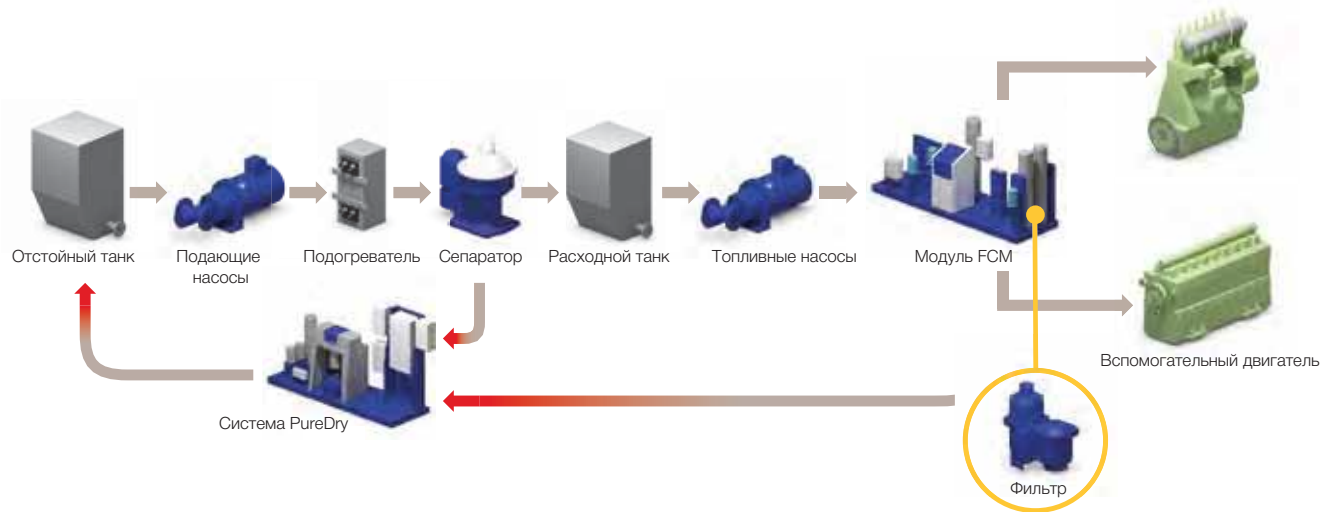 Отстойный танк
Подающие
насосы
Подогреватель
Сепаратор
Расходной танк
Топливные насосы
Модуль FCM
Вспомогательный двигатель
Система PureDry
Фильтр